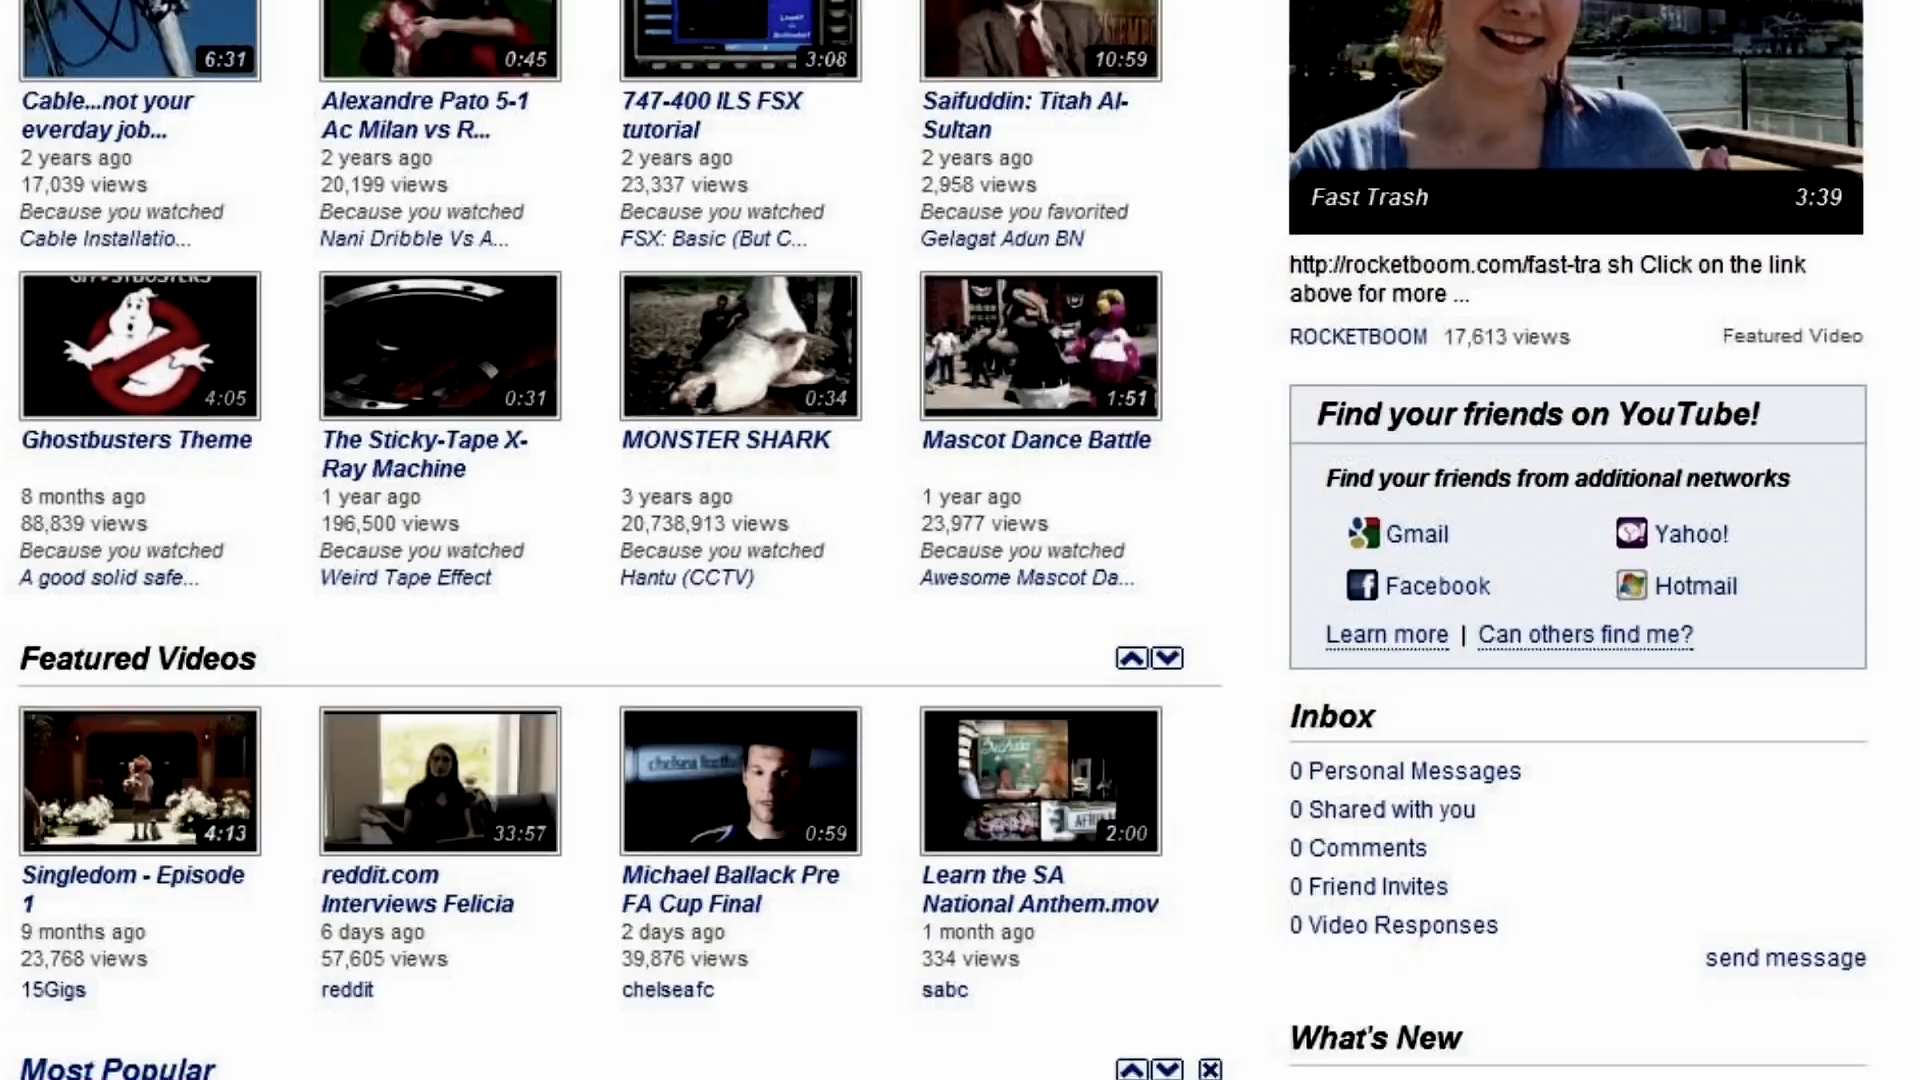 6:31
Cable...not your
everday job...
2 years ago
17,039 views
Because you watched
Cable Installatio...
0:45
Alexandre Pato 5-1
Ac Milan vs R...
2 years ago
20,199 views
Because you watched
Nani Dribble Vs A...
3:08
747-400 ILS FSX
tutorial
2 years ago
23,337 views
Because you watched
FSX: Basic (But C...
10:59
Saifuddin: Titah Al-
Sultan
2 years ago
2,958 views
Because you favorited
Gelagat Adun BN
4:05
Ghostbusters Theme
8 months ago
88,839 views
Because you watched
A good solid safe...
0:31
The Sticky-Tape X-
Ray Machine
1 year ago
196,500 views
Because you watched
Weird Tape Effect
0:34
MONSTER SHARK
3 years ago
20,738,913 views
Because you watched
Hantu (CCTV)
1:51
Mascot Dance Battle
1 year ago
23,977 views
Because you watched
Awesome Mascot Da...
Featured Videos
4:13
Singledom - Episode
1
9 months ago
23,768 views
15Gigs
33:57
reddit.com
Interviews Felicia
6 days ago
57,605 views
reddit
chelsea
0:59
Michael Ballack Pre
FA Cup Final
2 days ago
39,876 views
chelseafc
2:00
Learn the SA
National Anthem.mov
1 month ago
334 views
sabc
Most Popular
Fast Trash 3:39
http://rocketboom.com/fast-tra sh Click on the link
above for more ...
ROCKETBOOM 17,613 views Featured Video
Find your friends on YouTube!
Find your friends from additional networks
Gmail Yahoo!
Facebook Hotmail
Learn more | Can others find me?
Inbox
0 Personal Messages
0 Shared with you
0 Comments
0 Friend Invites
0 Video Responses
send message
What's New